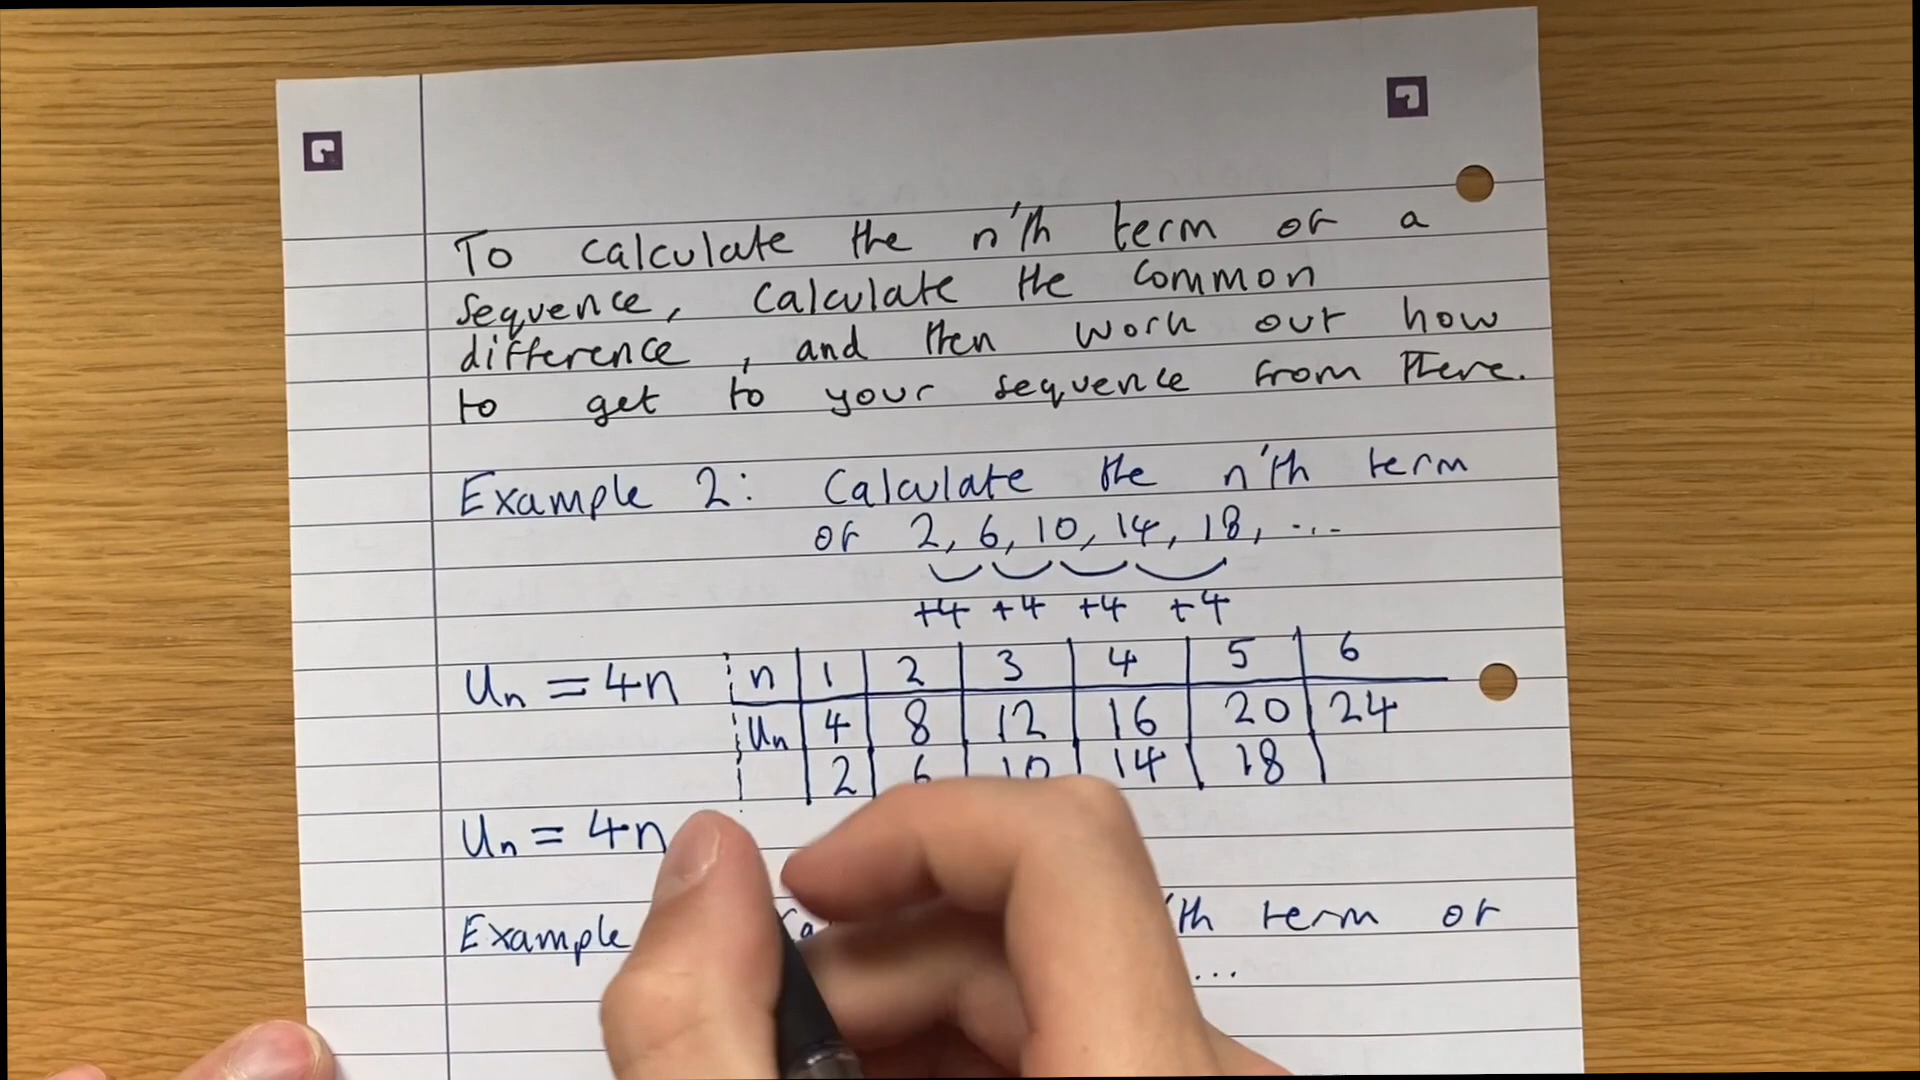 To calculate the n'th term of a
sequence, calculate the common
difference, and then work out how
to get to your sequence from there.
Example 2: Calculate the n'th term
of 2, 6, 10, 14, 18, ...
+4 +4 +4 +4
Un = 4n
n 1 2 3 4 5 6
Un 4 8 12 16 20 24
2 6 10 14 18
Un = 4n
Example term of
...